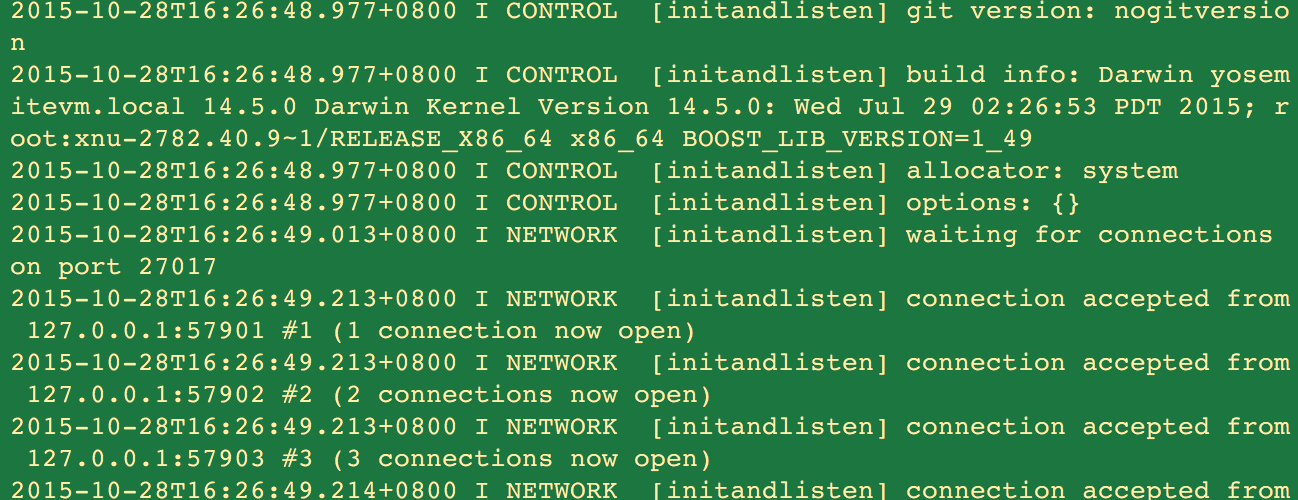 2015-10-28T16:26:48.977+0800 I CONTROL  [initandlisten] git version: nogitversio
n
2015-10-28T16:26:48.977+0800 I CONTROL  [initandlisten] build info: Darwin yosem
itevm.local 14.5.0 Darwin Kernel Version 14.5.0: Wed Jul 29 02:26:53 PDT 2015; r
oot:xnu-2782.40.9~1/RELEASE_X86_64 x86_64 BOOST_LIB_VERSION=1_49
2015-10-28T16:26:48.977+0800 I CONTROL  [initandlisten] allocator: system
2015-10-28T16:26:48.977+0800 I CONTROL  [initandlisten] options: {}
2015-10-28T16:26:49.013+0800 I NETWORK  [initandlisten] waiting for connections
on port 27017
2015-10-28T16:26:49.213+0800 I NETWORK  [initandlisten] connection accepted from
 127.0.0.1:57901 #1 (1 connection now open)
2015-10-28T16:26:49.213+0800 I NETWORK  [initandlisten] connection accepted from
 127.0.0.1:57902 #2 (2 connections now open)
2015-10-28T16:26:49.213+0800 I NETWORK  [initandlisten] connection accepted from
 127.0.0.1:57903 #3 (3 connections now open)
2015-10-28T16:26:49.214+0800 I NETWORK  [initandlisten] connection accepted from